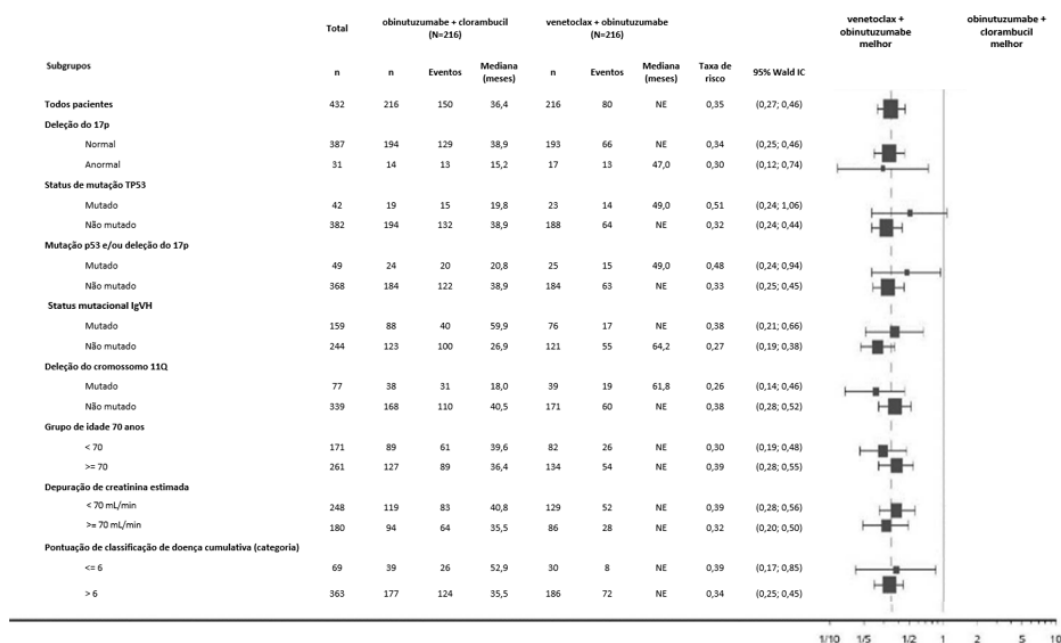 Total obinutuzumabe + clorambucil (N=216) venetoclax + obinutuzumabe (N=216) venetoclax + obinutuzumabe melhor obinutuzumabe + clorambucil melhor
Subgrupos n n Eventos Mediana (meses) n Eventos Mediana (meses) Taxa de risco 95% Wald IC
Todos pacientes 432 216 150 36,4 216 80 NE 0,35 (0,27; 0,46)
Deleção do 17p
Normal 387 194 129 38,9 193 66 NE 0,34 (0,25; 0,46)
Anormal 31 14 13 15,2 17 13 47,0 0,30 (0,12; 0,74)
Status de mutação TP53
Mutado 42 19 15 19,8 23 14 49,0 0,51 (0,24; 1,06)
Não mutado 382 194 132 38,9 188 64 NE 0,32 (0,24; 0,44)
Mutação p53 e/ou deleção do 17p
Mutado 49 24 20 20,8 25 15 49,0 0,48 (0,24; 0,94)
Não mutado 368 184 122 38,9 184 63 NE 0,33 (0,25; 0,45)
Status mutacional IgVH
Mutado 159 88 40 59,9 76 17 NE 0,38 (0,21; 0,66)
Não mutado 244 123 100 26,9 121 55 64,2 0,27 (0,19; 0,38)
Deleção do cromossomo 11Q
Mutado 77 38 31 18,0 39 19 61,8 0,26 (0,14; 0,46)
Não mutado 339 168 110 40,5 171 60 NE 0,38 (0,28; 0,52)
Grupo de idade 70 anos
< 70 171 89 61 39,6 82 26 NE 0,30 (0,19; 0,48)
>= 70 261 127 89 36,4 134 54 NE 0,39 (0,28; 0,55)
Depuração de creatinina estimada
< 70 mL/min 248 119 83 40,8 129 52 NE 0,39 (0,28; 0,56)
>= 70 mL/min 180 94 64 35,5 86 28 NE 0,32 (0,20; 0,50)
Pontuação de classificação de doença cumulativa (categoria)
<= 6 69 39 26 52,9 30 8 NE 0,39 (0,17; 0,85)
> 6 363 177 124 35,5 186 72 NE 0,34 (0,25; 0,45)
1/10 1/5 1/2 1 2 5 10